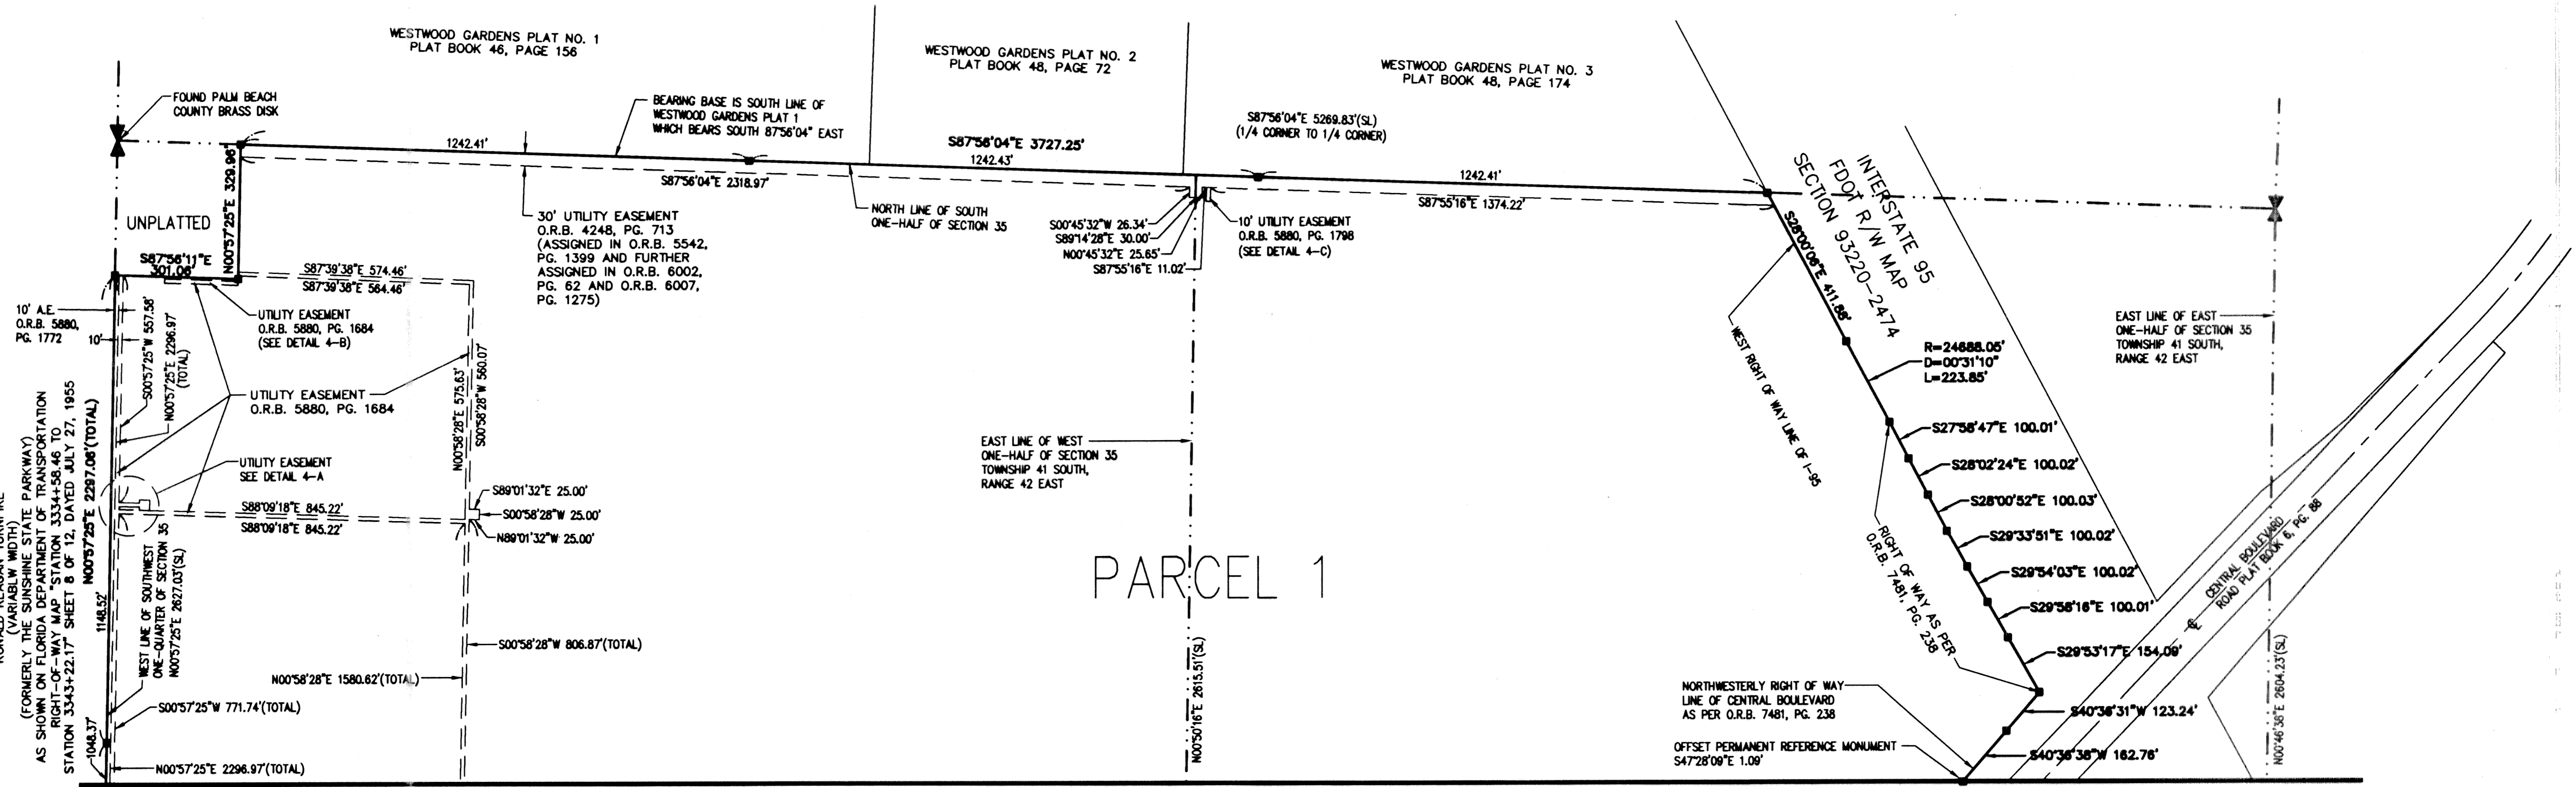 WESTWOOD GARDENS PLAT NO. 1
PLAT BOOK 46, PAGE 156
WESTWOOD GARDENS PLAT NO. 2
PLAT BOOK 48, PAGE 72
WESTWOOD GARDENS PLAT NO. 3
PLAT BOOK 48, PAGE 174
FOUND PALM BEACH
COUNTY BRASS DISK
BEARING BASE IS SOUTH LINE OF
WESTWOOD GARDENS PLAT 1
WHICH BEARS SOUTH 87°56'04" EAST
S87°56'04"E 5269.83'(SL)
(1/4 CORNER TO 1/4 CORNER)
1242.41'
S87°56'04"E 3727.25'
1242.43'
1242.41'
S87°56'04"E 2318.97'
S87°55'16"E 1374.22'
UNPLATTED
N00°57'25"E 329.96'
S87°56'11"E
301.06'
30' UTILITY EASEMENT
O.R.B. 4248, PG. 713
(ASSIGNED IN O.R.B. 5542,
PG. 1399 AND FURTHER
ASSIGNED IN O.R.B. 6002,
PG. 62 AND O.R.B. 6007,
PG. 1275)
NORTH LINE OF SOUTH
ONE-HALF OF SECTION 35
S00°45'32"W 26.34'
S89°14'28"E 30.00'
N00°45'32"E 25.65'
S87°55'16"E 11.02'
10' UTILITY EASEMENT
O.R.B. 5880, PG. 1798
(SEE DETAIL 4-C)
INTERSTATE 95
FDOT R/W MAP
SECTION 93220-2474
S28°00'06"E 411.88'
WEST RIGHT OF WAY LINE OF I-95
R=24688.05'
D=00°31'10"
L=223.85'
EAST LINE OF EAST
ONE-HALF OF SECTION 35
TOWNSHIP 41 SOUTH,
RANGE 42 EAST
S87°39'38"E 574.46'
S87°39'38"E 564.46'
10' A.E.
O.R.B. 5880,
PG. 1772
10'
S00°57'25"W 557.58'
N00°57'25"E 2296.97'
(TOTAL)
UTILITY EASEMENT
O.R.B. 5880, PG. 1684
(SEE DETAIL 4-B)
UTILITY EASEMENT
O.R.B. 5880, PG. 1684
N00°58'28"E 575.63'
S00°58'28"W 560.07'
UTILITY EASEMENT
SEE DETAIL 4-A
S88°09'18"E 845.22'
S88°09'18"E 845.22'
S89°01'32"E 25.00'
S00°58'28"W 25.00'
N89°01'32"W 25.00'
EAST LINE OF WEST
ONE-HALF OF SECTION 35
TOWNSHIP 41 SOUTH,
RANGE 42 EAST
PARCEL 1
S27°58'47"E 100.01'
S28°02'24"E 100.02'
S28°00'52"E 100.03'
S29°33'51"E 100.02'
S29°54'03"E 100.02'
S29°58'16"E 100.01'
S29°53'17"E 154.09'
S40°36'31"W 123.24'
S40°36'38"W 162.76'
RIGHT OF WAY AS PER
O.R.B. 7481, PG. 238
CENTRAL BOULEVARD
ROAD PLAT BOOK 6, PG. 88
N00°46'38"E 2604.23'(SL)
NORTHWESTERLY RIGHT OF WAY
LINE OF CENTRAL BOULEVARD
AS PER O.R.B. 7481, PG. 238
OFFSET PERMANENT REFERENCE MONUMENT
S47°28'09"E 1.09'
N00°50'16"E 2615.51'(SL)
S00°58'28"W 806.87'(TOTAL)
N00°58'28"E 1580.62'(TOTAL)
S00°57'25"W 771.74'(TOTAL)
N00°57'25"E 2296.97'(TOTAL)
WEST LINE OF SOUTHWEST
ONE-QUARTER OF SECTION 35
N00°57'25"E 2627.03'(SL)
1148.52'
1048.37'
N00°57'25"E 2297.06'(TOTAL)
(VARIABLW WIDTH)
(FORMERLY THE SUNSHINE STATE PARKWAY)
AS SHOWN ON FLORIDA DEPARTMENT OF TRANSPORTATION
RIGHT-OF-WAY MAP "STATION 3334+58.46 TO
STATION 3343+22.17" SHEET 8 OF 12, DAYED JULY 27, 1955